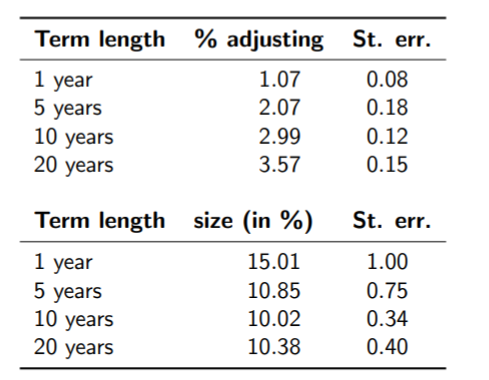 Term length % adjusting St. err.
1 year 1.07 0.08
5 years 2.07 0.18
10 years 2.99 0.12
20 years 3.57 0.15
Term length size (in %) St. err.
1 year 15.01 1.00
5 years 10.85 0.75
10 years 10.02 0.34
20 years 10.38 0.40